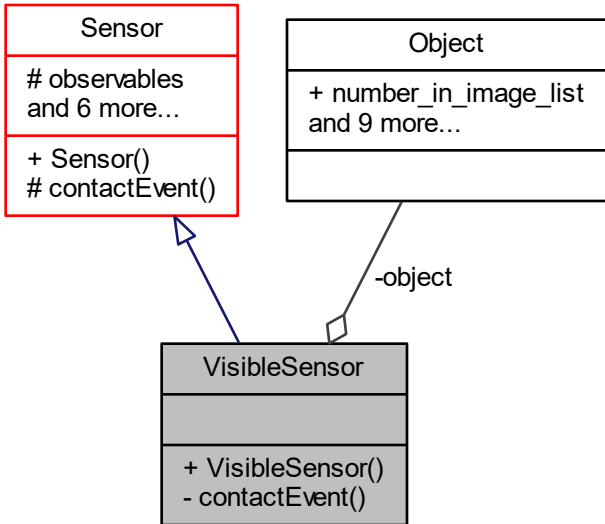 Sensor
# observables
and 6 more...
+ Sensor()
# contactEvent()
Object
+ number_in_image_list
and 9 more...
-object
VisibleSensor
+ VisibleSensor()
- contactEvent()